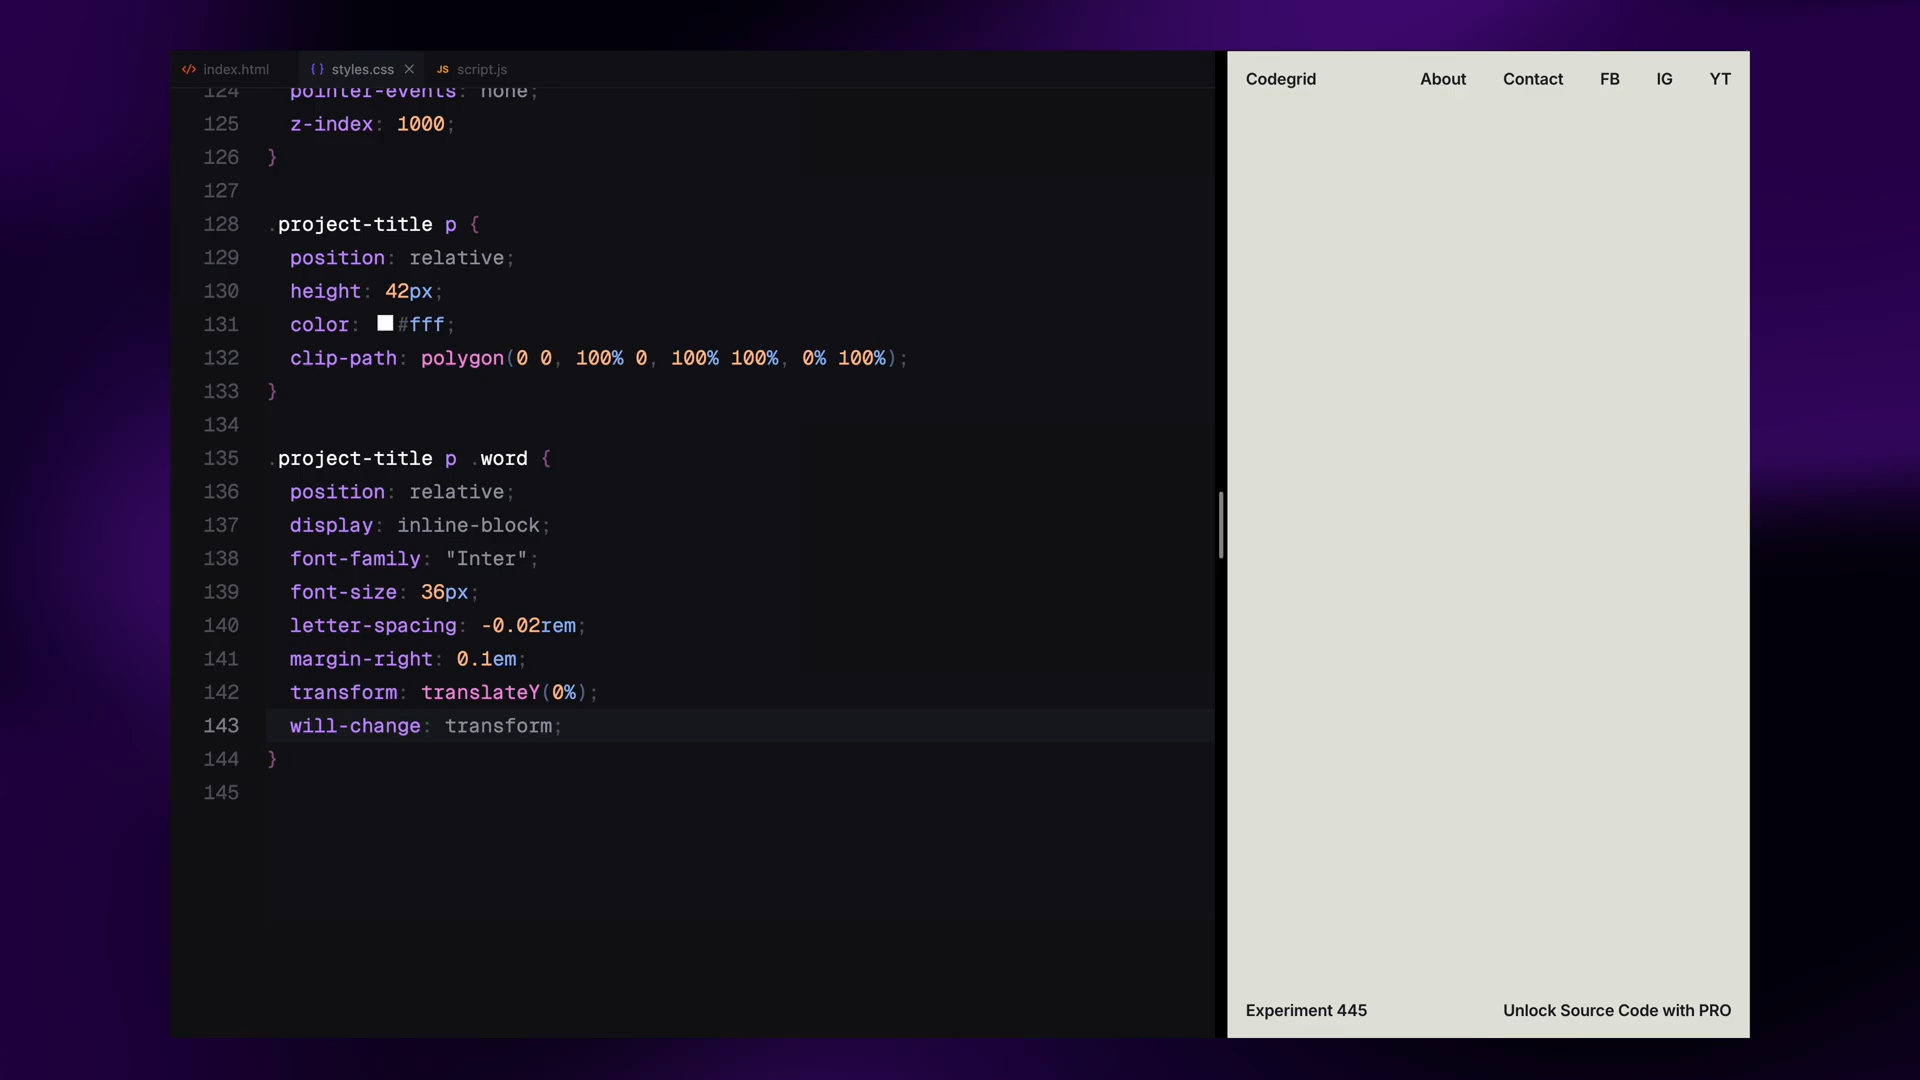 index.html
styles.css
JS script.js
124 pointer-events: none;
125 z-index: 1000;
126 }
127
128 .project-title p {
129 position: relative;
130 height: 42px;
131 color: #fff;
132 clip-path: polygon(0 0, 100% 0, 100% 100%, 0% 100%);
133 }
134
135 .project-title p .word {
136 position: relative;
137 display: inline-block;
138 font-family: "Inter";
139 font-size: 36px;
140 letter-spacing: -0.02rem;
141 margin-right: 0.1em;
142 transform: translateY(0%);
143 will-change: transform;
144 }
145
Codegrid
About
Contact
FB
IG
YT
Experiment 445
Unlock Source Code with PRO